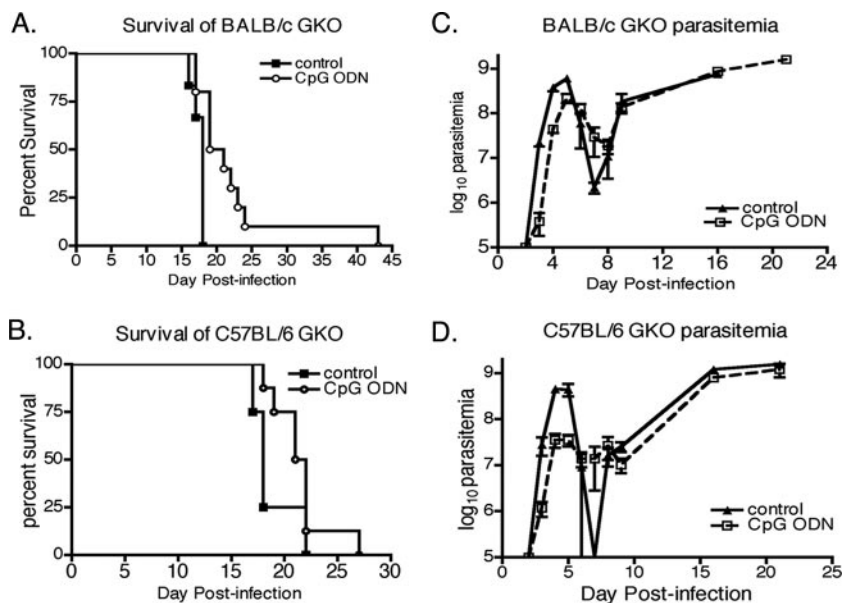 A.
Survival of BALB/c GKO
control
CpG ODN
Percent Survival
100
75
50
25
0
0 5 10 15 20 25 30 35 40 45
Day Post-infection
C.
BALB/c GKO parasitemia
log10 parasitemia
9
8
7
6
5
control
CpG ODN
0 4 8 12 16 20 24
Day Post-infection
B.
Survival of C57BL/6 GKO
control
CpG ODN
percent survival
100
75
50
25
0
0 5 10 15 20 25 30
Day Post-infection
D.
C57BL/6 GKO parasitemia
log10 parasitemia
9
8
7
6
5
control
CpG ODN
0 5 10 15 20 25
Day Post-infection